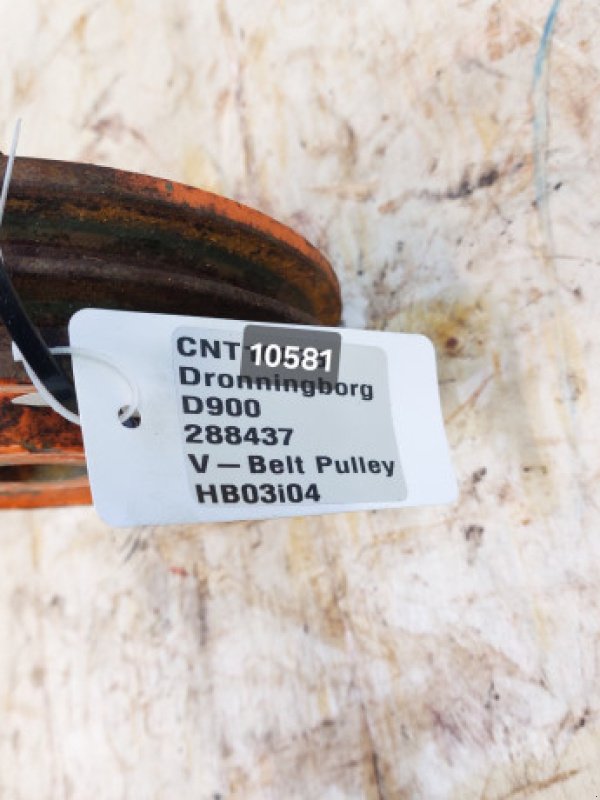 CNT
10581
Dronningborg
D900
288437
V – Belt Pulley
HB03i04